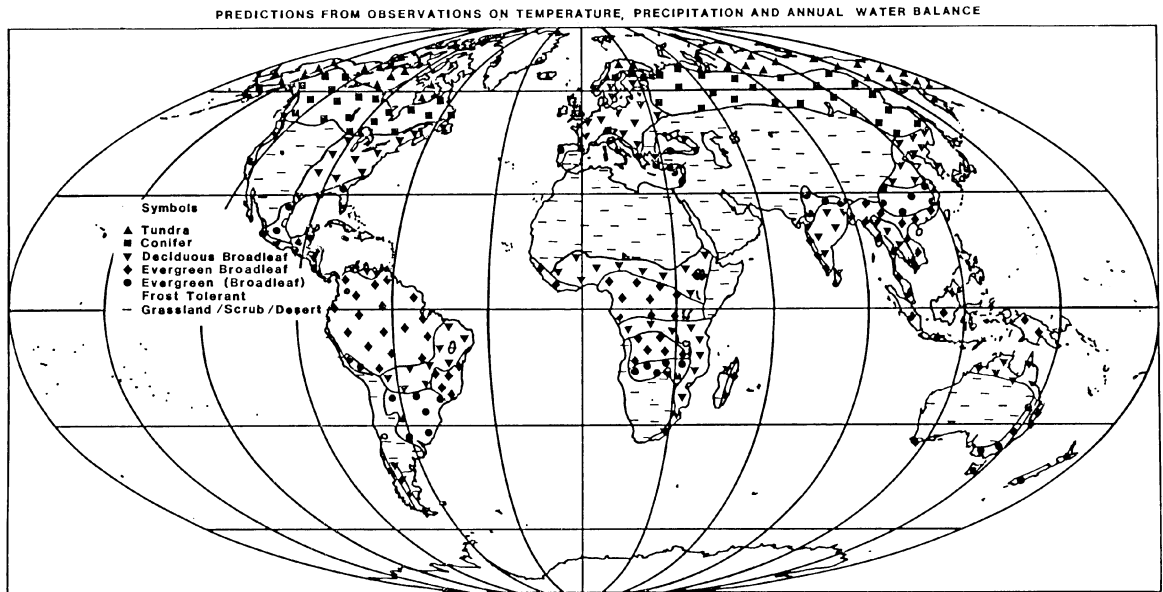 PREDICTIONS FROM OBSERVATIONS ON TEMPERATURE, PRECIPITATION AND ANNUAL WATER BALANCE
Symbols
▲ Tundra
■ Conifer
▼ Deciduous Broadleaf
◆ Evergreen Broadleaf
● Evergreen (Broadleaf)
Frost Tolerant
– Grassland/Scrub/Desert